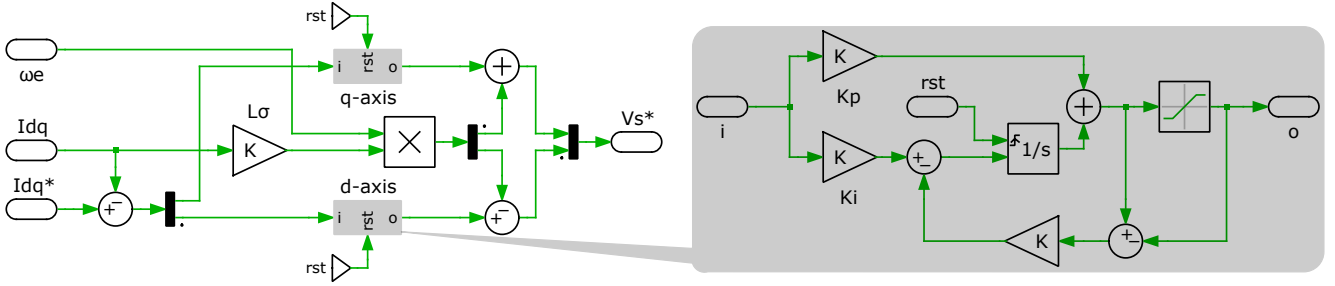 rst
ωe
i rst o
q-axis
Lσ
Idq
K
Vs*
Idq*
d-axis
i rst o
rst
K
Kp
rst
i
o
K
1/s
Ki
K